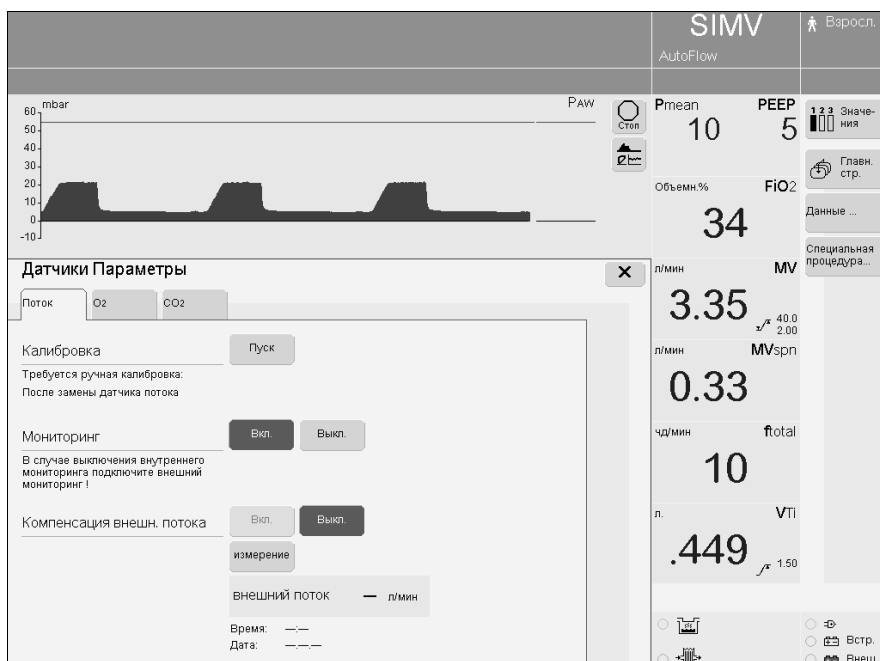 SIMV
Взросл.
AutoFlow
mbar
PAW
60
50
40
30
20
10
0
-10
Стоп
Pmean
10
PEEP
5
1 2 3 Значе-
ния
Главн.
стр.
Объемн.% FiO2
34
Данные ...
Специальная
процедура...
Датчики Параметры
X
Поток
O2
CO2
л/мин MV
3.35
40.0
2.00
Калибровка
Пуск
Требуется ручная калибровка:
После замены датчика потока
л/мин MVspn
0.33
Мониторинг
Вкл.
Выкл.
В случае выключения внутреннего
мониторинга подключите внешний
мониторинг !
чд/мин ftotal
10
Компенсация внешн. потока
Вкл.
Выкл.
измерение
л. VTi
.449
1.50
внешний поток — л/мин
Время: —:—
Дата: —.—.—
Встр.
Внеш.